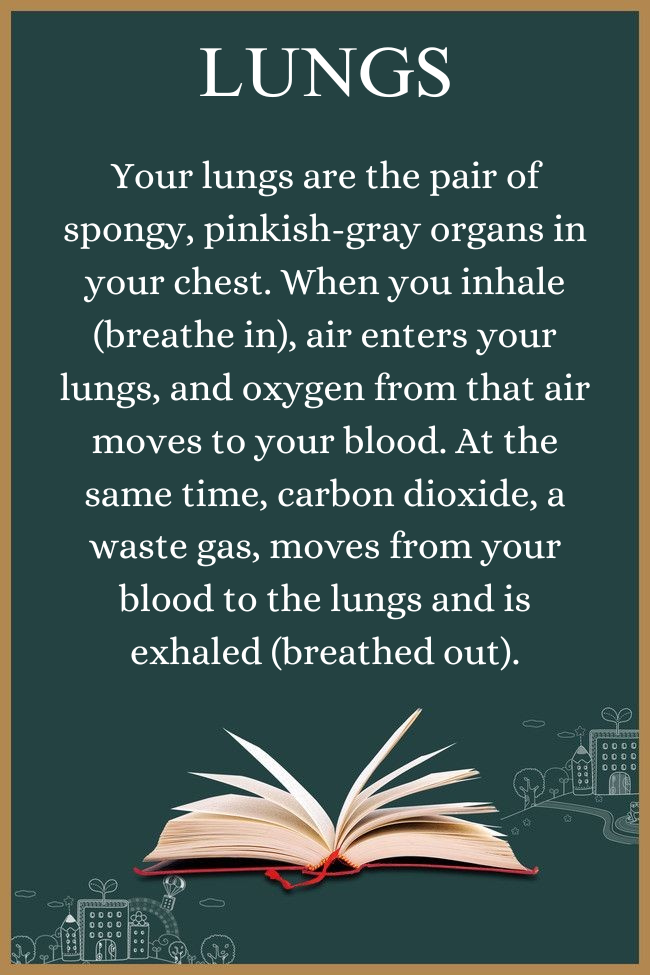 LUNGS
Your lungs are the pair of
spongy, pinkish-gray organs in
your chest. When you inhale
(breathe in), air enters your
lungs, and oxygen from that air
moves to your blood. At the
same time, carbon dioxide, a
waste gas, moves from your
blood to the lungs and is
exhaled (breathed out).